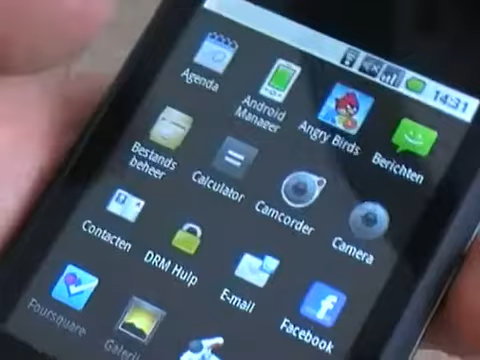 14:31
Agenda
Android
Manager
Angry Birds
Berichten
Bestands
beheer
Calculator
Camcorder
Camera
Contacten
DRM Hulp
E-mail
Facebook
Foursquare
Galerij